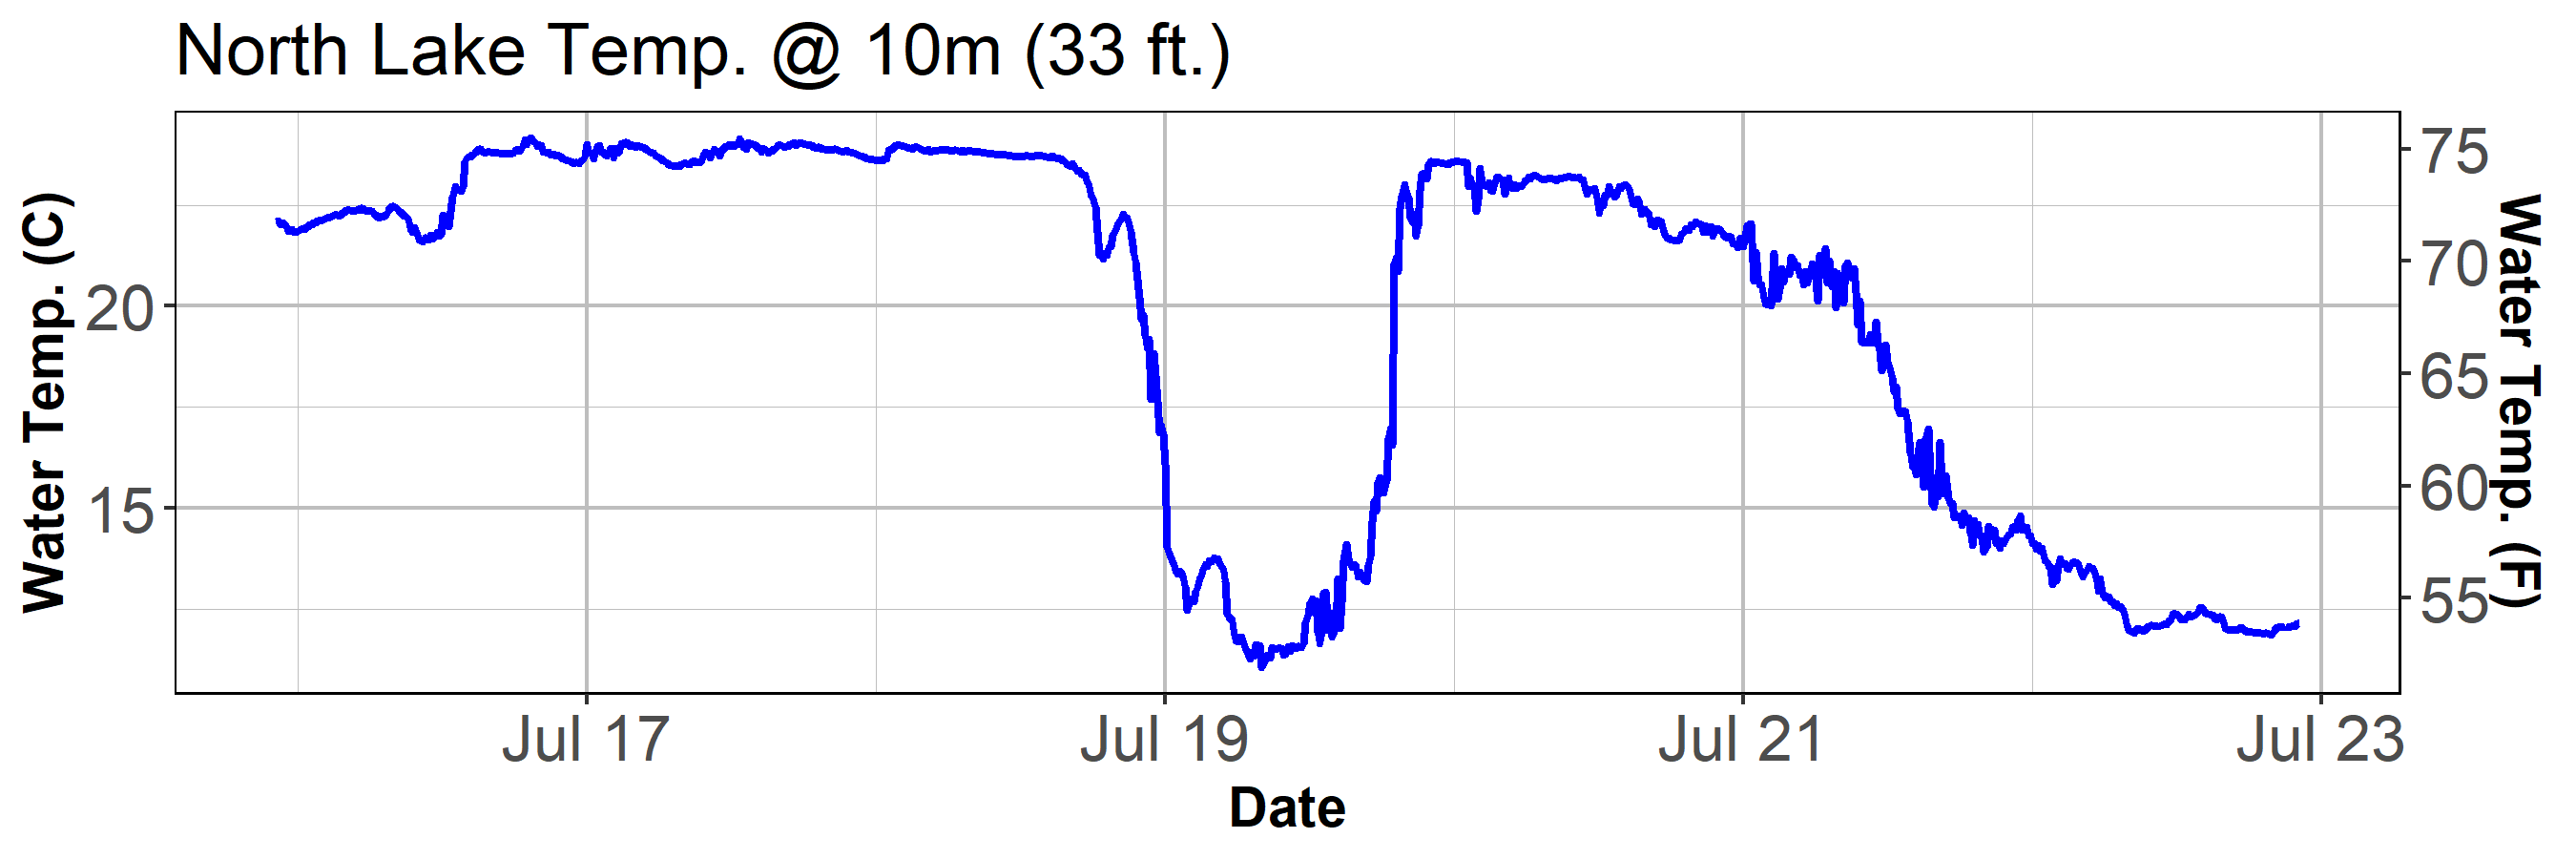 North Lake Temp. @ 10m (33 ft.)
Water Temp. (C)
20
15
75
70
65
60
55
Water Temp. (F)
Jul 17 Jul 19 Jul 21 Jul 23
Date